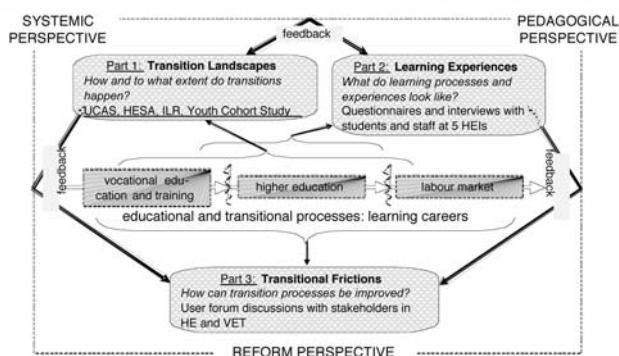 SYSTEMIC
PERSPECTIVE
feedback
PEDAGOGICAL
PERSPECTIVE
Part 1: Transition Landscapes
How and to what extent do transitions
happen?
UCAS, HESA, ILR, Youth Cohort Study
Part 2: Learning Experiences
What do learning processes and
experiences look like?
Questionnaires and interviews with
students and staff at 5 HEIs
feedback
vocational edu-
cation and training
higher education
labour market
feedback
educational and transitional processes: learning careers
Part 3: Transitional Frictions
How can transition processes be improved?
User forum discussions with stakeholders in
HE and VET
REFORM PERSPECTIVE